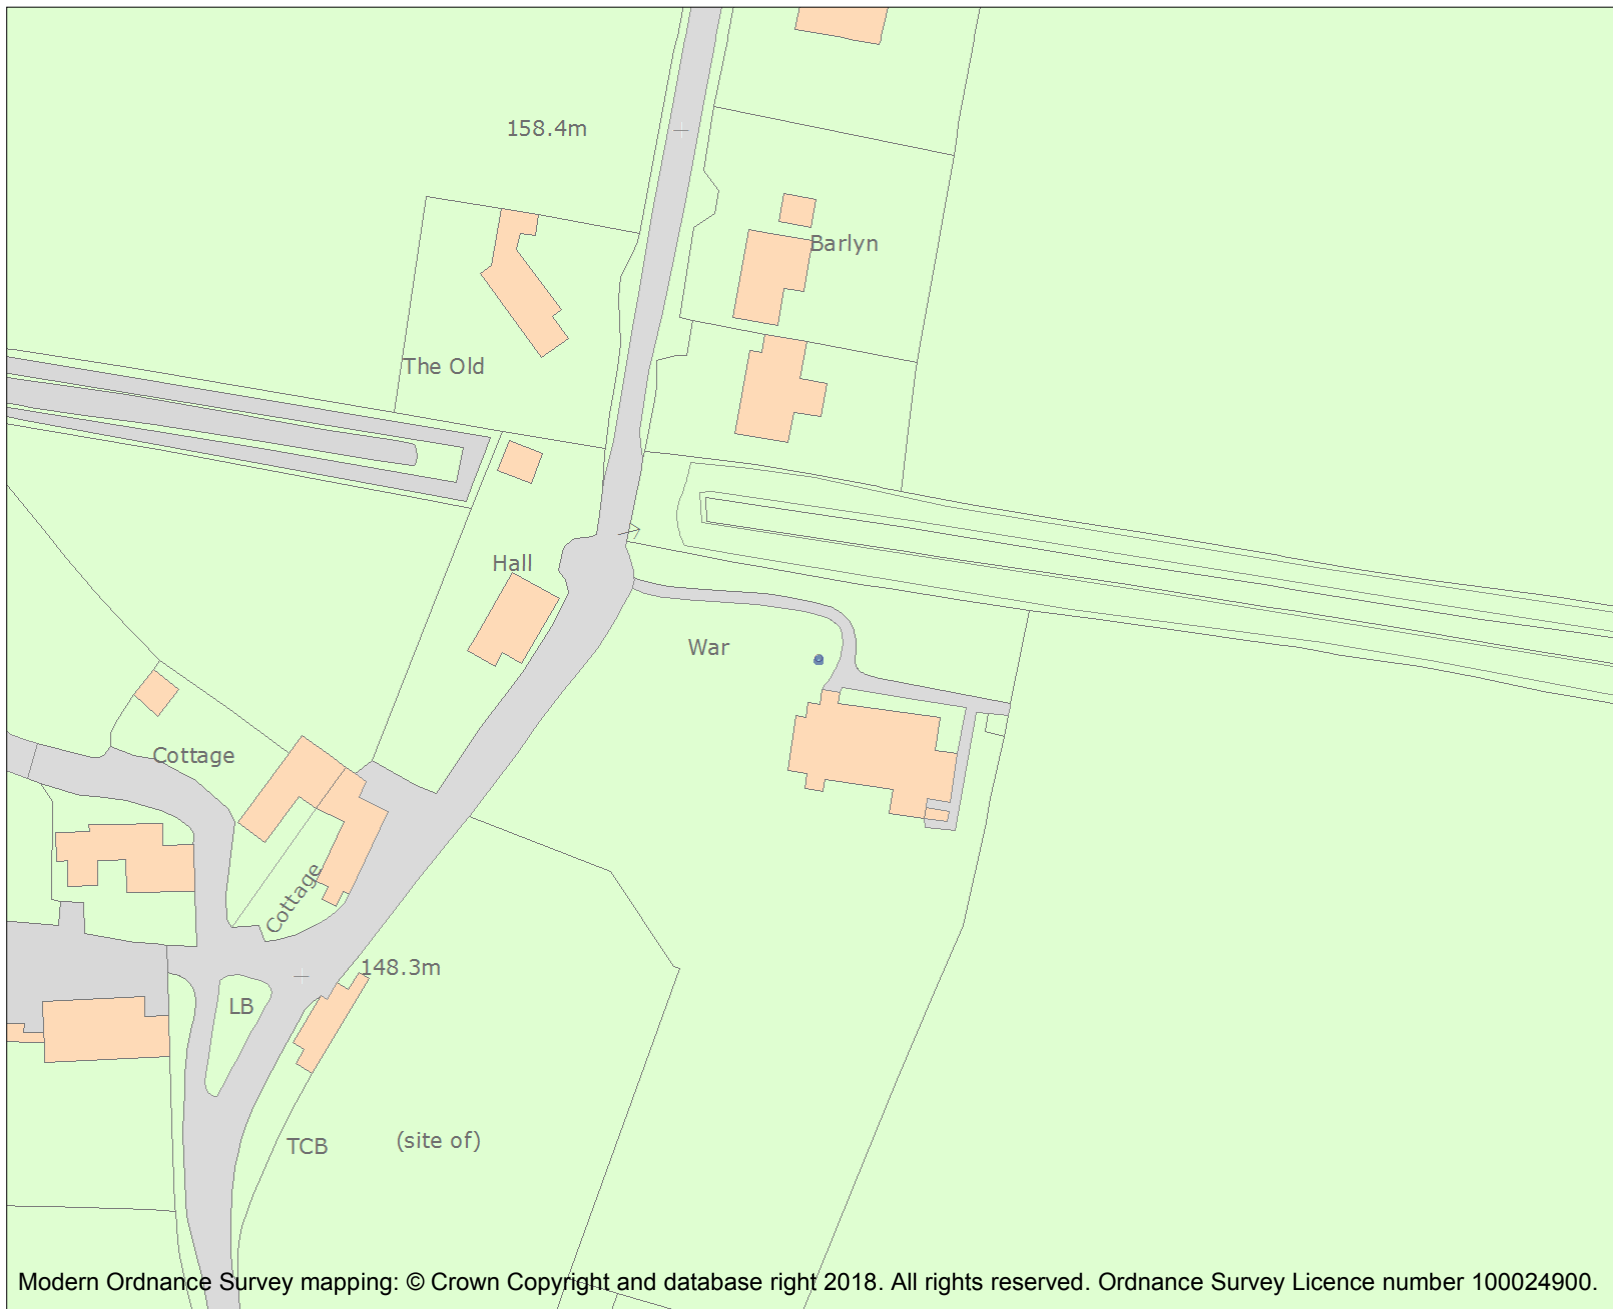 158.4m
Barlyn
The Old
Hall
War
Cottage
Cottage
148.3m
LB
TCB
(site of)
Modern Ordnance Survey mapping: © Crown Copyright and database right 2018. All rights reserved. Ordnance Survey Licence number 100024900.